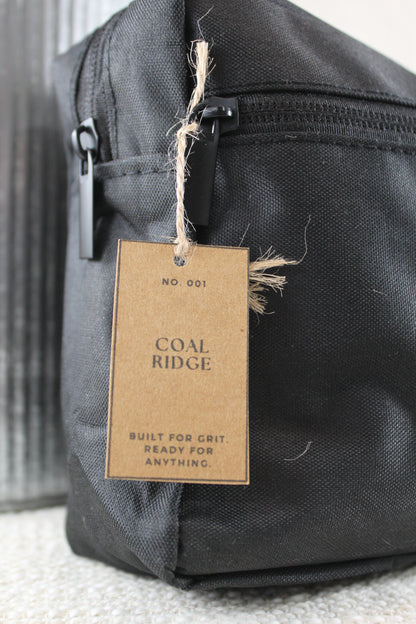 NO. 001
COAL
RIDGE
BUILT FOR GRIT.
READY FOR
ANYTHING.